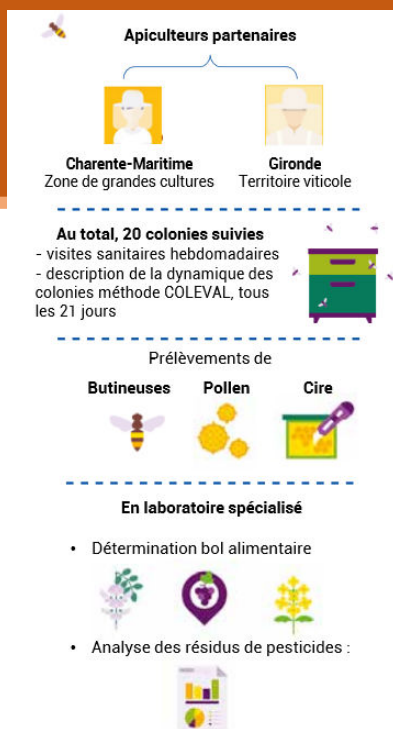 Apiculteurs partenaires
Charente-Maritime
Zone de grandes cultures
Gironde
Territoire viticole
Au total, 20 colonies suivies
- visites sanitaires hebdomadaires
- description de la dynamique des
colonies méthode COLEVAL, tous
les 21 jours
Prélèvements de
Butineuses Pollen Cire
En laboratoire spécialisé
• Détermination bol alimentaire
• Analyse des résidus de pesticides :